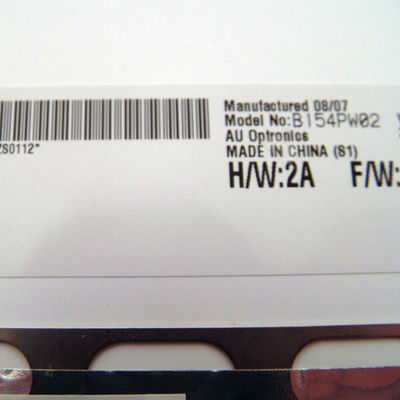 Manufactured 08/07
Model No:B154PW02
AU Optronics
ZS0112"
MADE IN CHINA (S1)
H/W:2A F/W: